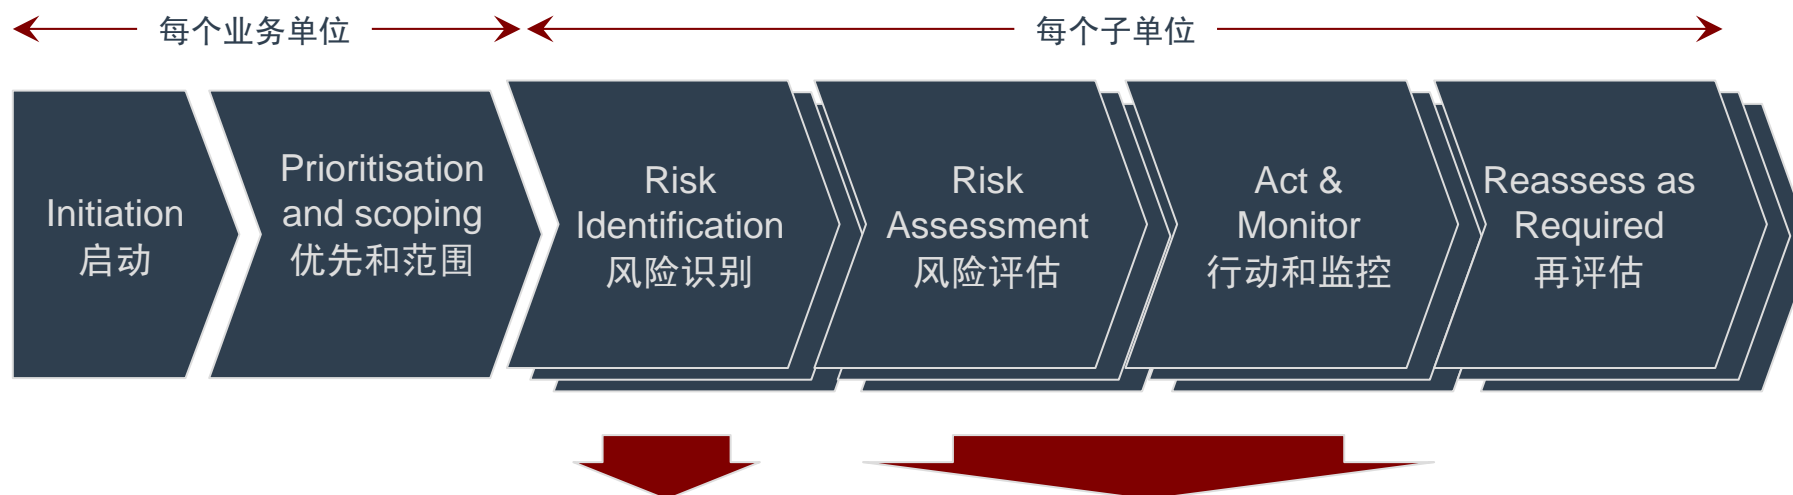 每个业务单位
每个子单位
Initiation
启动
Prioritisation
and scoping
优先和范围
Risk
Identification
风险识别
Risk
Assessment
风险评估
Act &
Monitor
行动和监控
Reassess as
Required
再评估